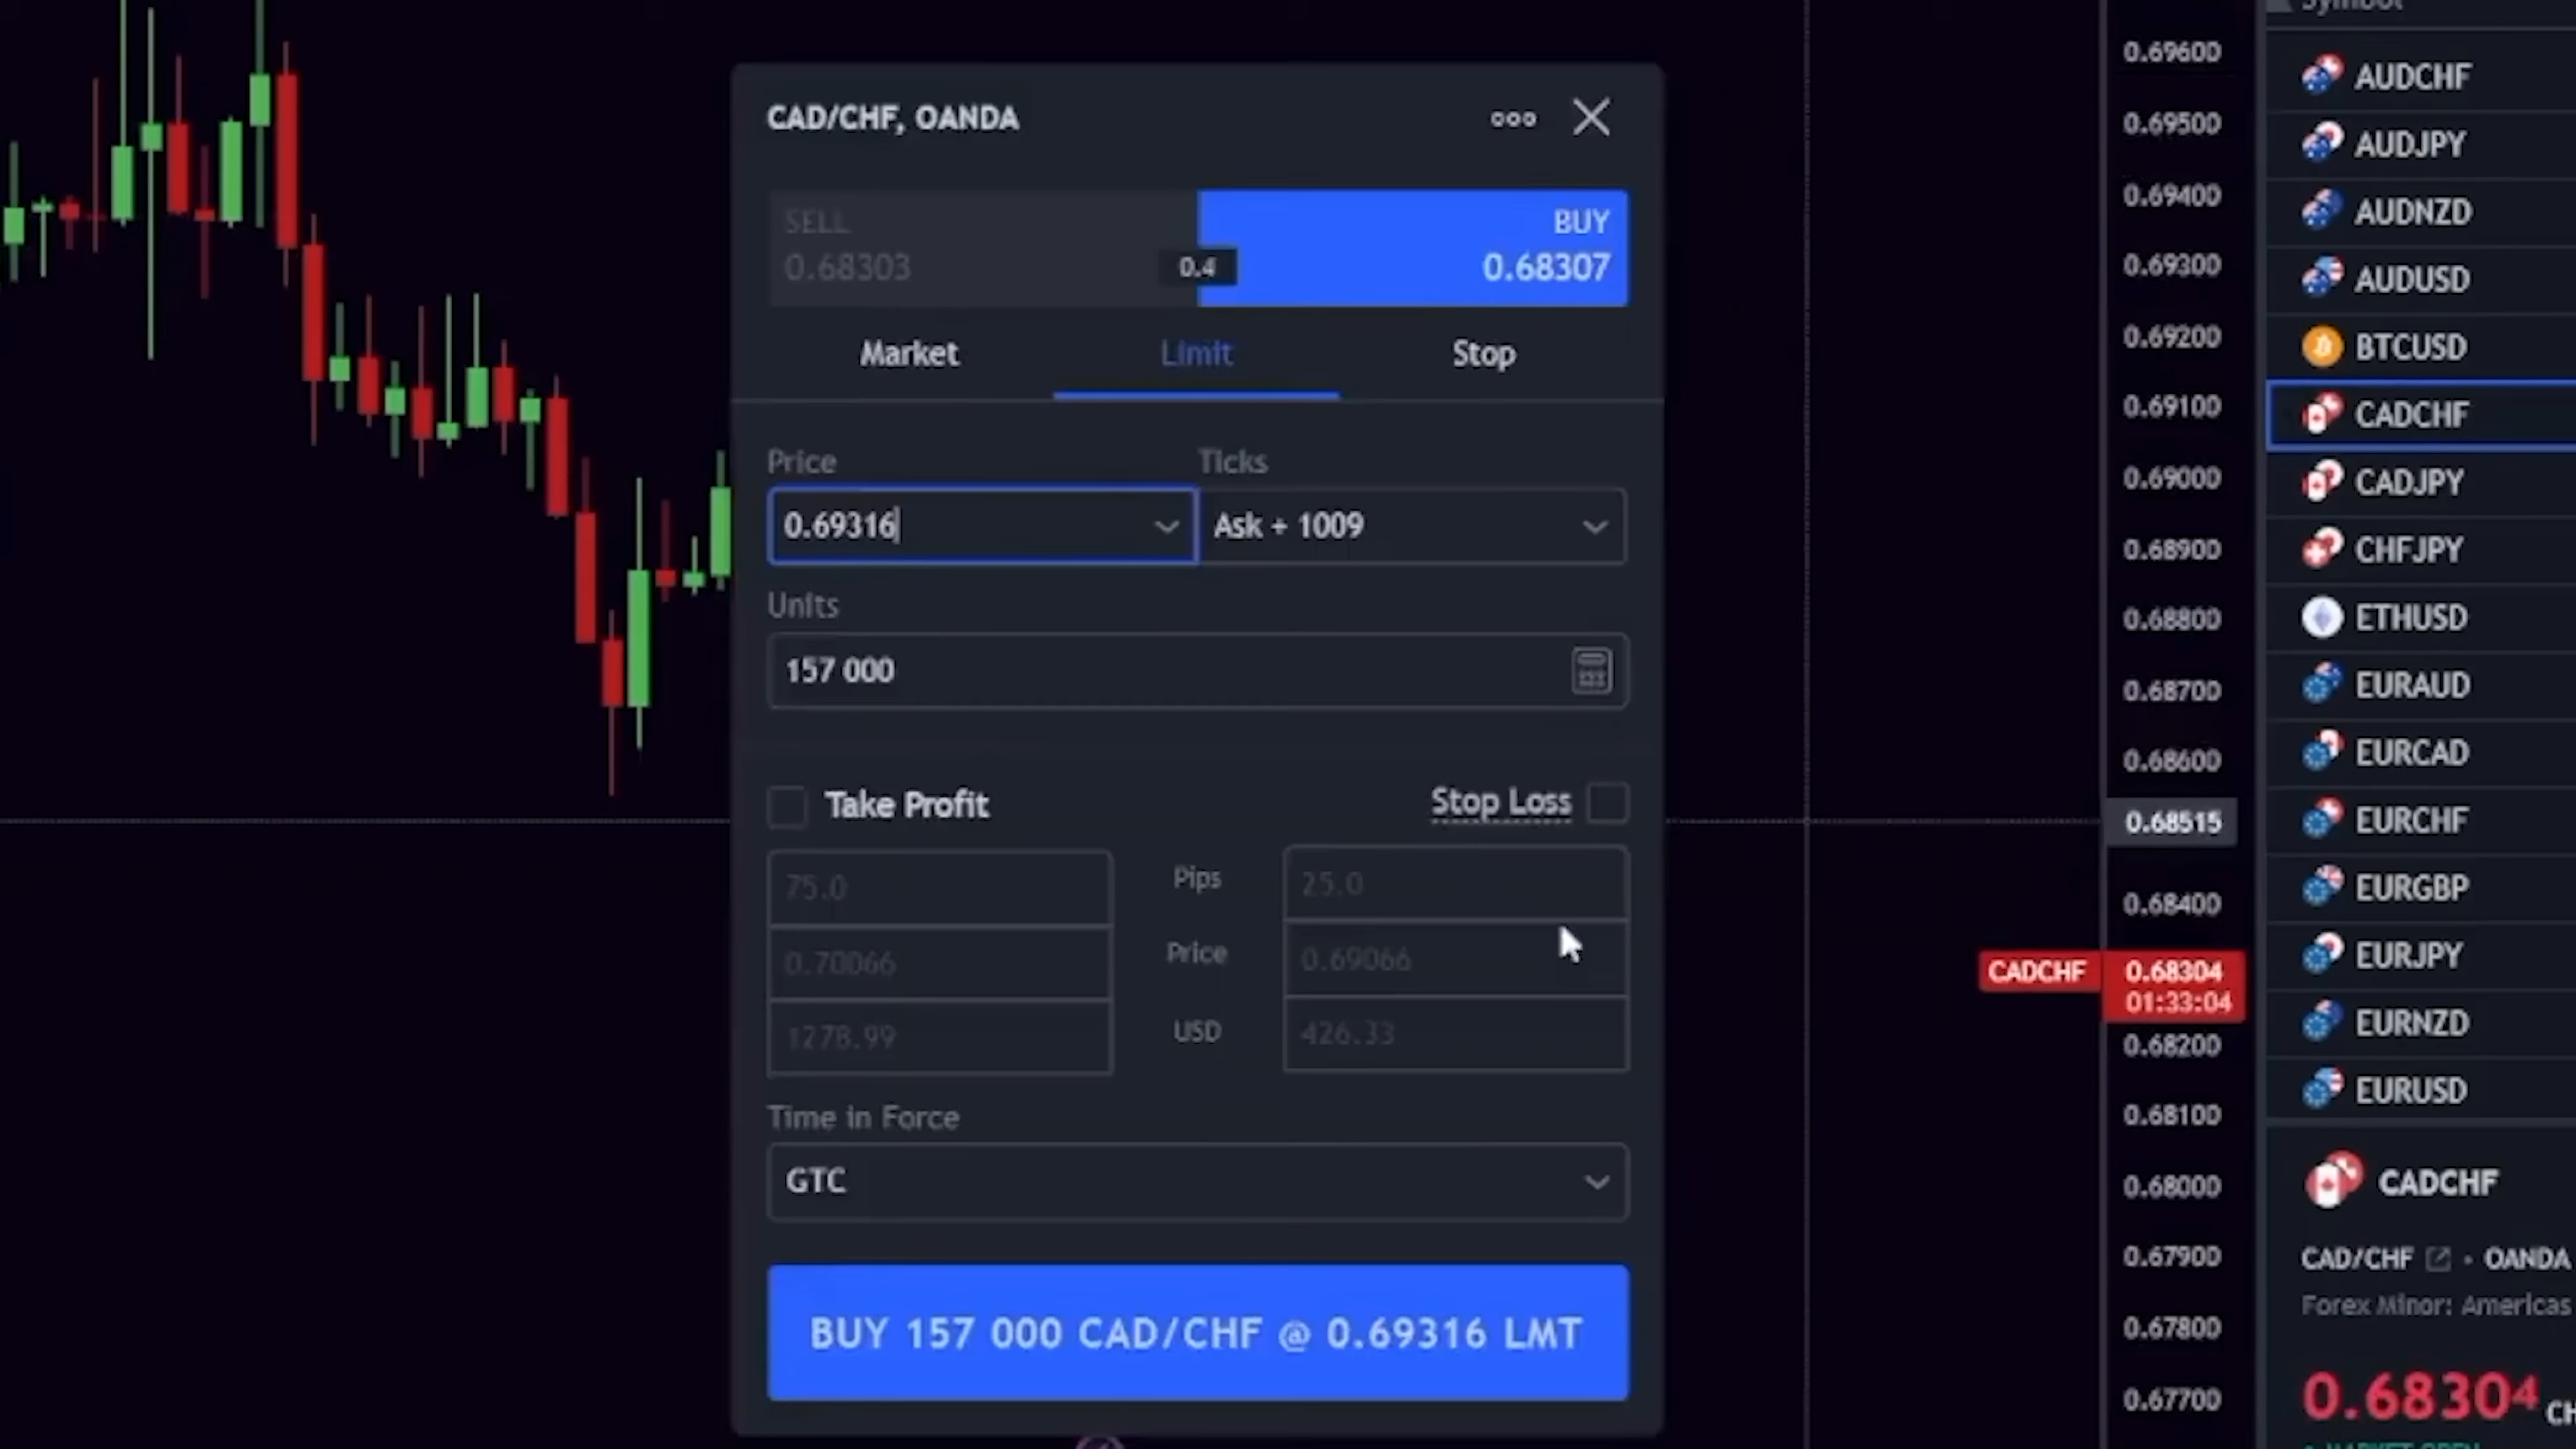 CAD/CHF, OANDA
SELL
0.68303
0.4
BUY
0.68307
Market
Limit
Stop
Price
Ticks
0.69316
Ask + 1009
Units
157 000
Take Profit
Stop Loss
75.0
Pips
25.0
0.70066
Price
0.69066
1278.99
USD
426.33
Time in Force
GTC
BUY 157 000 CAD/CHF @ 0.69316 LMT
0.69600
0.69500
0.69400
0.69300
0.69200
0.69100
0.69000
0.68900
0.68800
0.68700
0.68600
0.68515
0.68400
CADCHF
0.68304
01:33:04
0.68200
0.68100
0.68000
0.67900
0.67800
0.67700
Symbol
AUDCHF
AUDJPY
AUDNZD
AUDUSD
BTCUSD
CADCHF
CADJPY
CHFJPY
ETHUSD
EURAUD
EURCAD
EURCHF
EURGBP
EURJPY
EURNZD
EURUSD
CADCHF
CAD/CHF • OANDA
Forex Minor: Americas
0.68304 CH